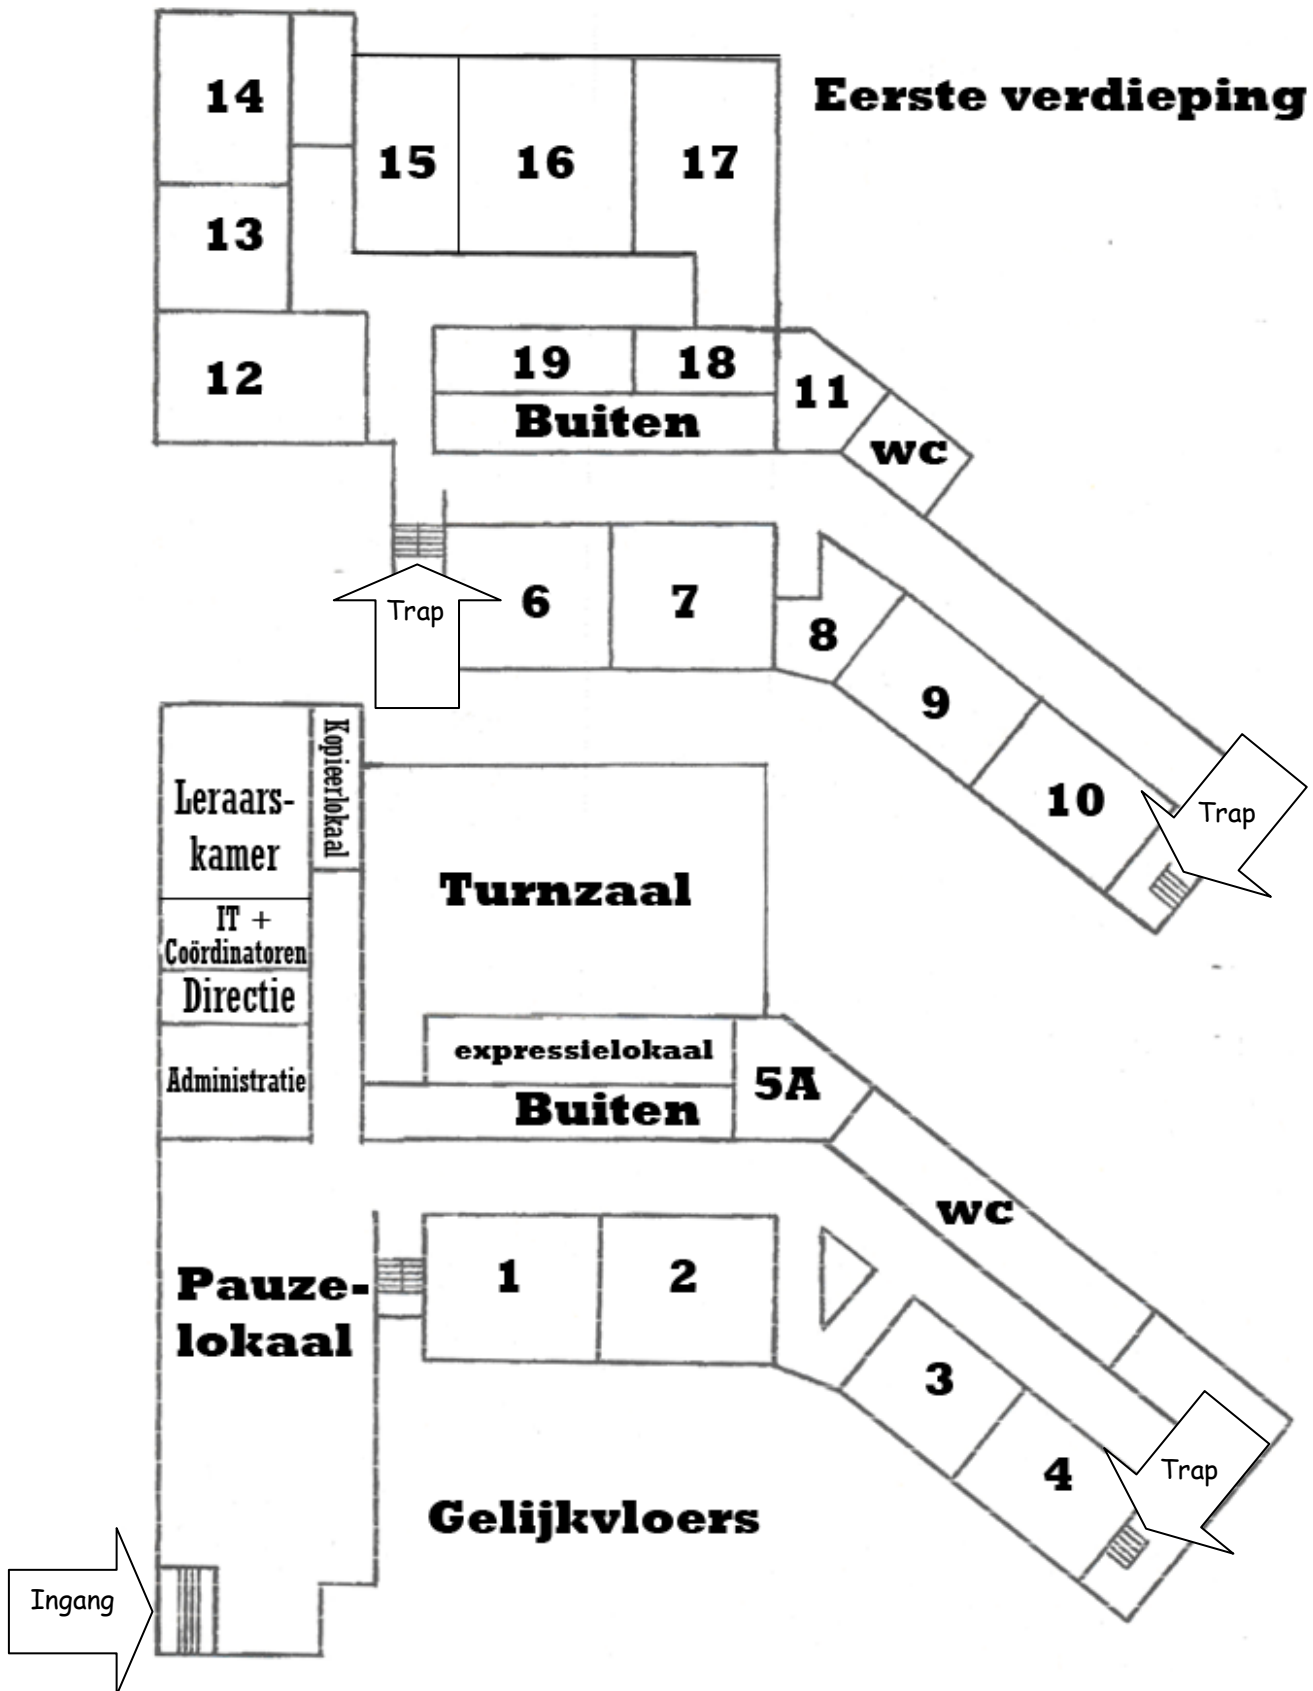 Eerste verdieping
14
15
16
17
13
12
19
18
11
Buiten
wc
6
7
8
Trap
9
10
Trap
Leraars-
kamer
Kopieerlokaal
Turnzaal
IT +
Coördinatoren
Directie
Administratie
expressielokaal
5A
Buiten
wc
Pauze-
lokaal
1
2
3
4
Trap
Gelijkvloers
Ingang